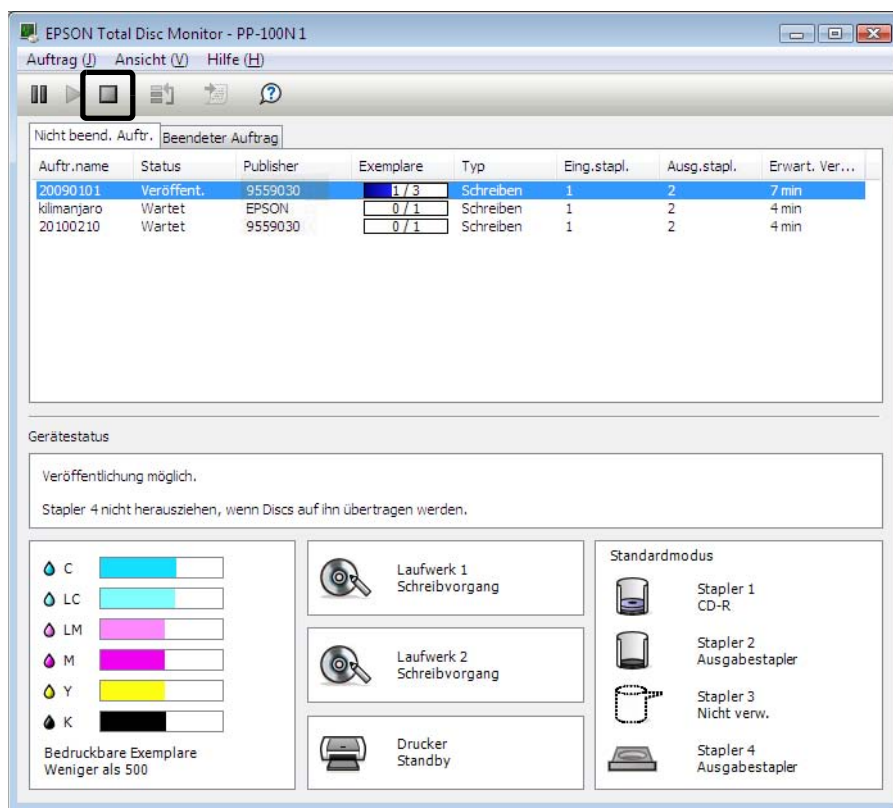 EPSON Total Disc Monitor - PP-100N 1
Auftrag (J) Ansicht (V) Hilfe (H)
Nicht beend. Auftr. Beendeter Auftrag
Auftr.name Status Publisher Exemplare Typ Eing.stapl. Ausg.stapl. Erwart. Ver...
20090101 Veröffent. 9559030 1 / 3 Schreiben 1 2 7 min
kilimanjaro Wartet EPSON 0 / 1 Schreiben 1 2 4 min
20100210 Wartet 9559030 0 / 1 Schreiben 1 2 4 min
Gerätestatus
Veröffentlichung möglich.
Stapler 4 nicht herausziehen, wenn Discs auf ihn übertragen werden.
C
LC
LM
M
Y
K
Bedruckbare Exemplare
Weniger als 500
Laufwerk 1
Schreibvorgang
Laufwerk 2
Schreibvorgang
Drucker
Standby
Standardmodus
Stapler 1
CD-R
Stapler 2
Ausgabestapler
Stapler 3
Nicht verw.
Stapler 4
Ausgabestapler